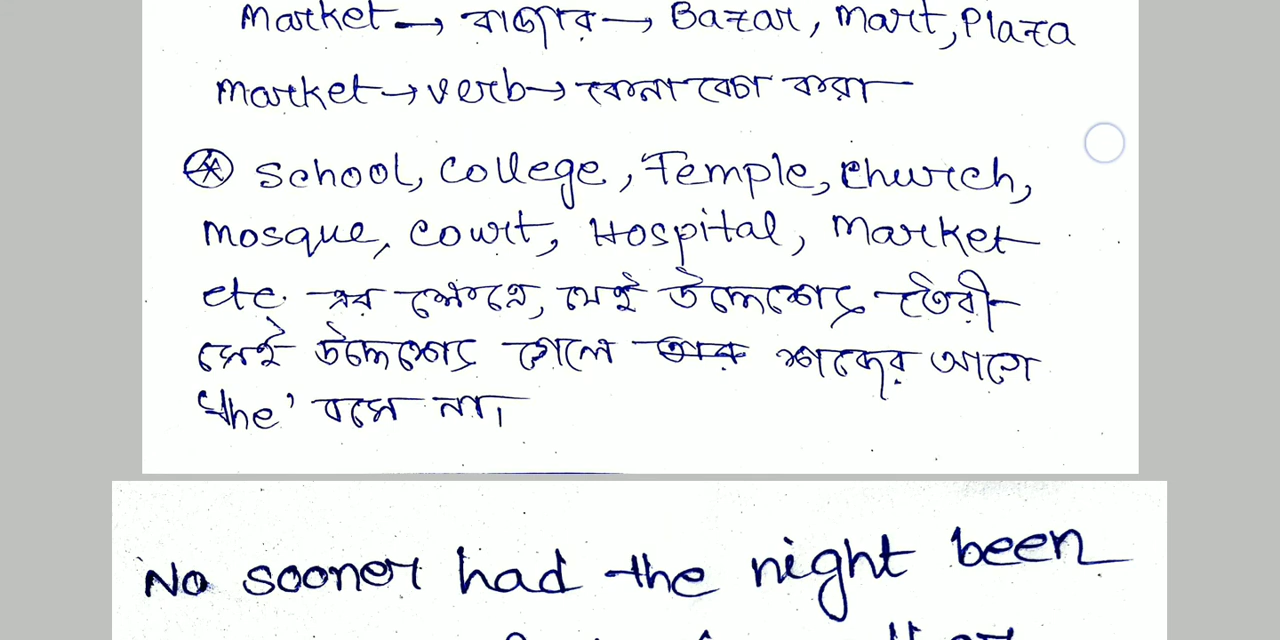 Market → বাজার → Bazar, Mart, Plaza
Market → verb → কেনা বেচা করা
School, College, Temple, Church,
Mosque, Court, Hospital, Market
etc. এর ক্ষেত্রে, যেই উদ্দেশ্যে তৈরী
সেই উদ্দেশ্যে গেলে তার শব্দের আগে
'the' বসে না।
No sooner had the night been